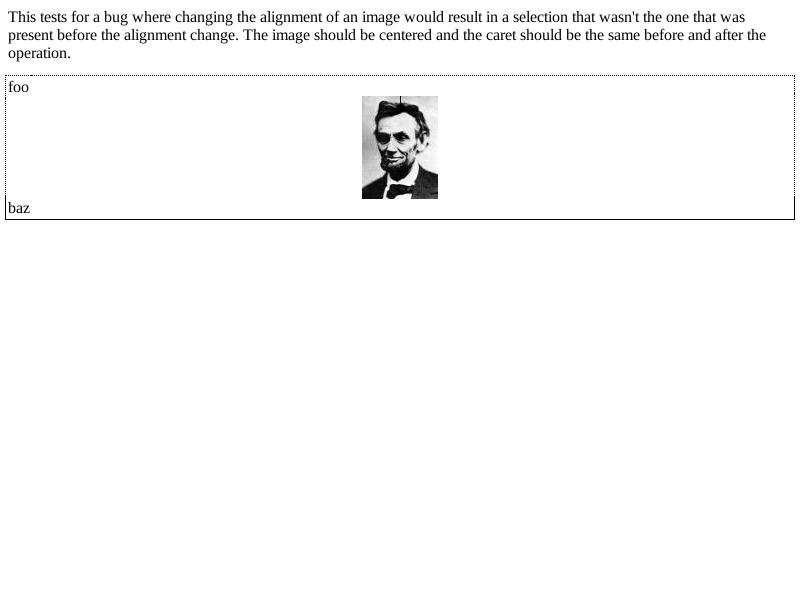 This tests for a bug where changing the alignment of an image would result in a selection that wasn't the one that was
present before the alignment change. The image should be centered and the caret should be the same before and after the
operation.
foo
baz